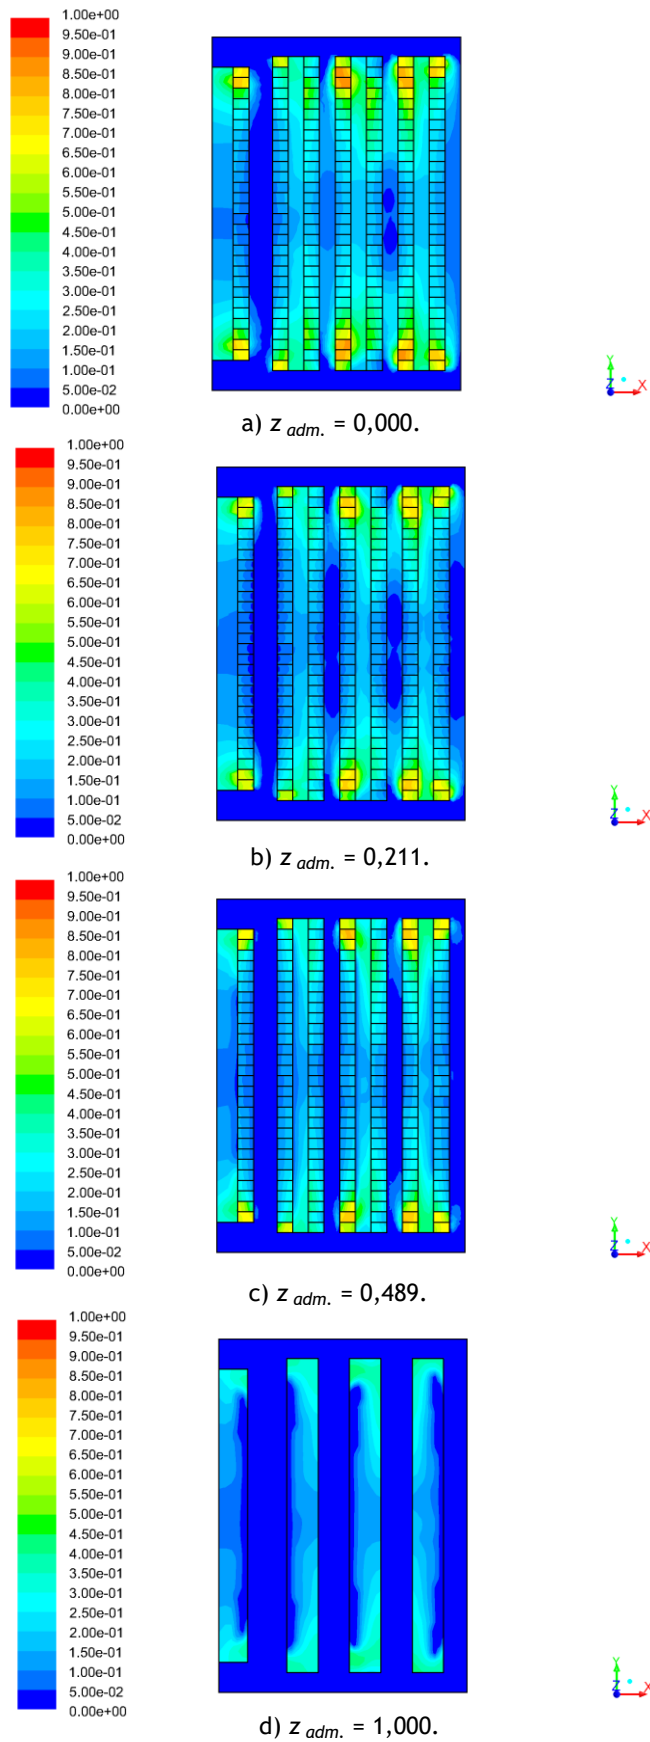 1.00e+00
9.50e-01
9.00e-01
8.50e-01
8.00e-01
7.50e-01
7.00e-01
6.50e-01
6.00e-01
5.50e-01
5.00e-01
4.50e-01
4.00e-01
3.50e-01
3.00e-01
2.50e-01
2.00e-01
1.50e-01
1.00e-01
5.00e-02
0.00e+00
Y
Z X
a) z adm. = 0,000.
1.00e+00
9.50e-01
9.00e-01
8.50e-01
8.00e-01
7.50e-01
7.00e-01
6.50e-01
6.00e-01
5.50e-01
5.00e-01
4.50e-01
4.00e-01
3.50e-01
3.00e-01
2.50e-01
2.00e-01
1.50e-01
1.00e-01
5.00e-02
0.00e+00
Y
Z X
b) z adm. = 0,211.
1.00e+00
9.50e-01
9.00e-01
8.50e-01
8.00e-01
7.50e-01
7.00e-01
6.50e-01
6.00e-01
5.50e-01
5.00e-01
4.50e-01
4.00e-01
3.50e-01
3.00e-01
2.50e-01
2.00e-01
1.50e-01
1.00e-01
5.00e-02
0.00e+00
Y
Z X
c) z adm. = 0,489.
1.00e+00
9.50e-01
9.00e-01
8.50e-01
8.00e-01
7.50e-01
7.00e-01
6.50e-01
6.00e-01
5.50e-01
5.00e-01
4.50e-01
4.00e-01
3.50e-01
3.00e-01
2.50e-01
2.00e-01
1.50e-01
1.00e-01
5.00e-02
0.00e+00
Y
Z X
d) z adm. = 1,000.